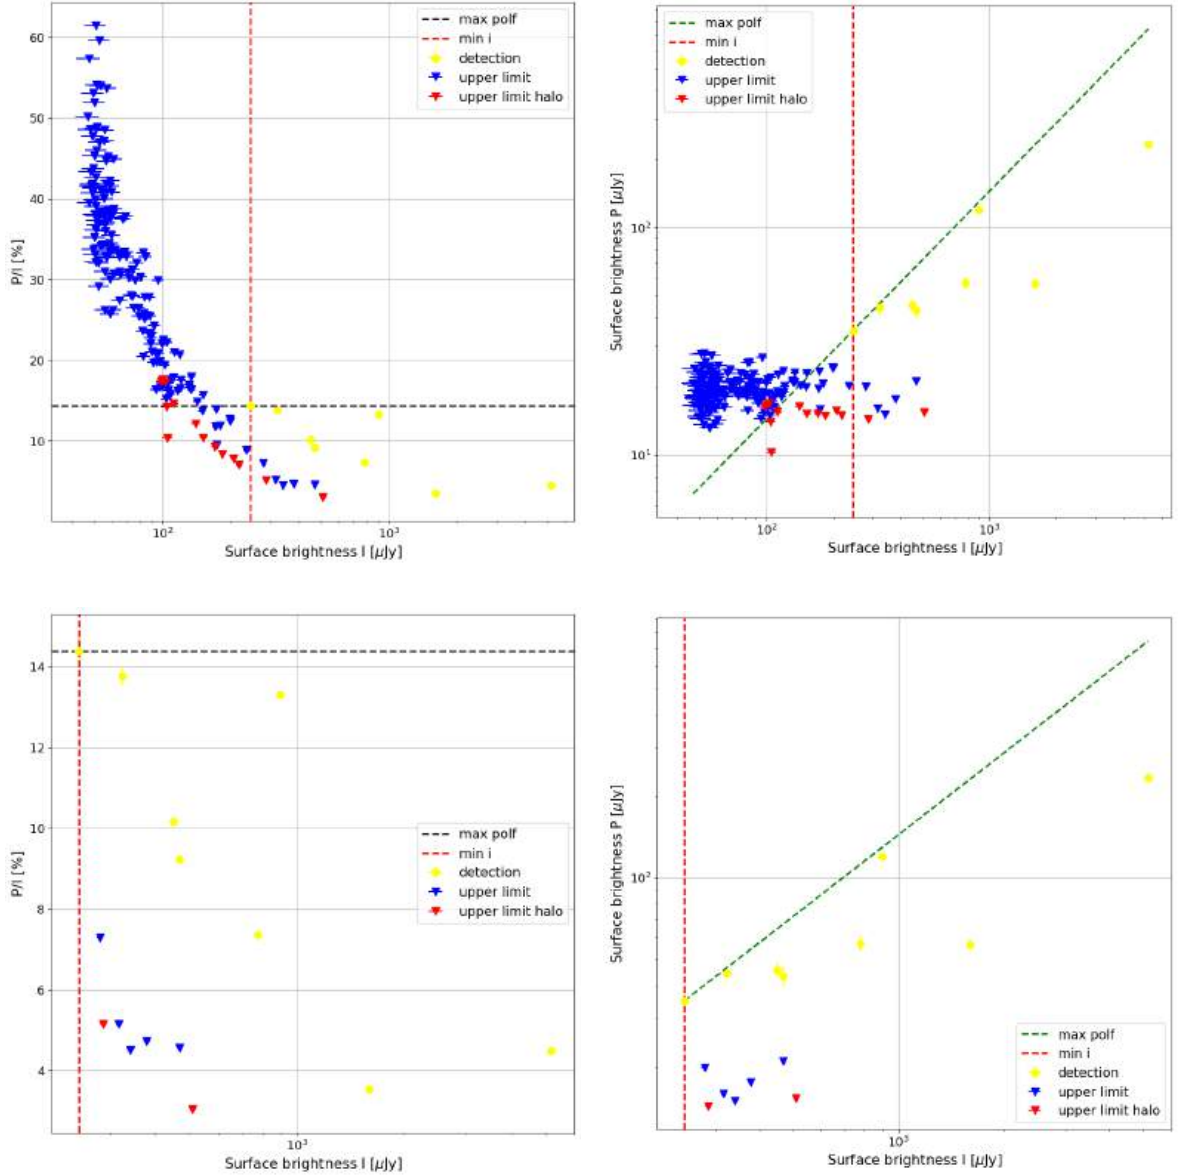 max polf
min i
detection
upper limit
upper limit halo
60
50
40
30
20
10
P/I [%]
10²
10³
Surface brightness I [μJy]
max polf
min i
detection
upper limit
upper limit halo
10²
10¹
Surface brightness P [μJy]
10²
10³
Surface brightness I [μJy]
14
12
10
8
6
4
P/I [%]
max polf
min i
detection
upper limit
upper limit halo
10³
Surface brightness I [μJy]
10²
Surface brightness P [μJy]
max polf
min i
detection
upper limit
upper limit halo
10³
Surface brightness I [μJy]